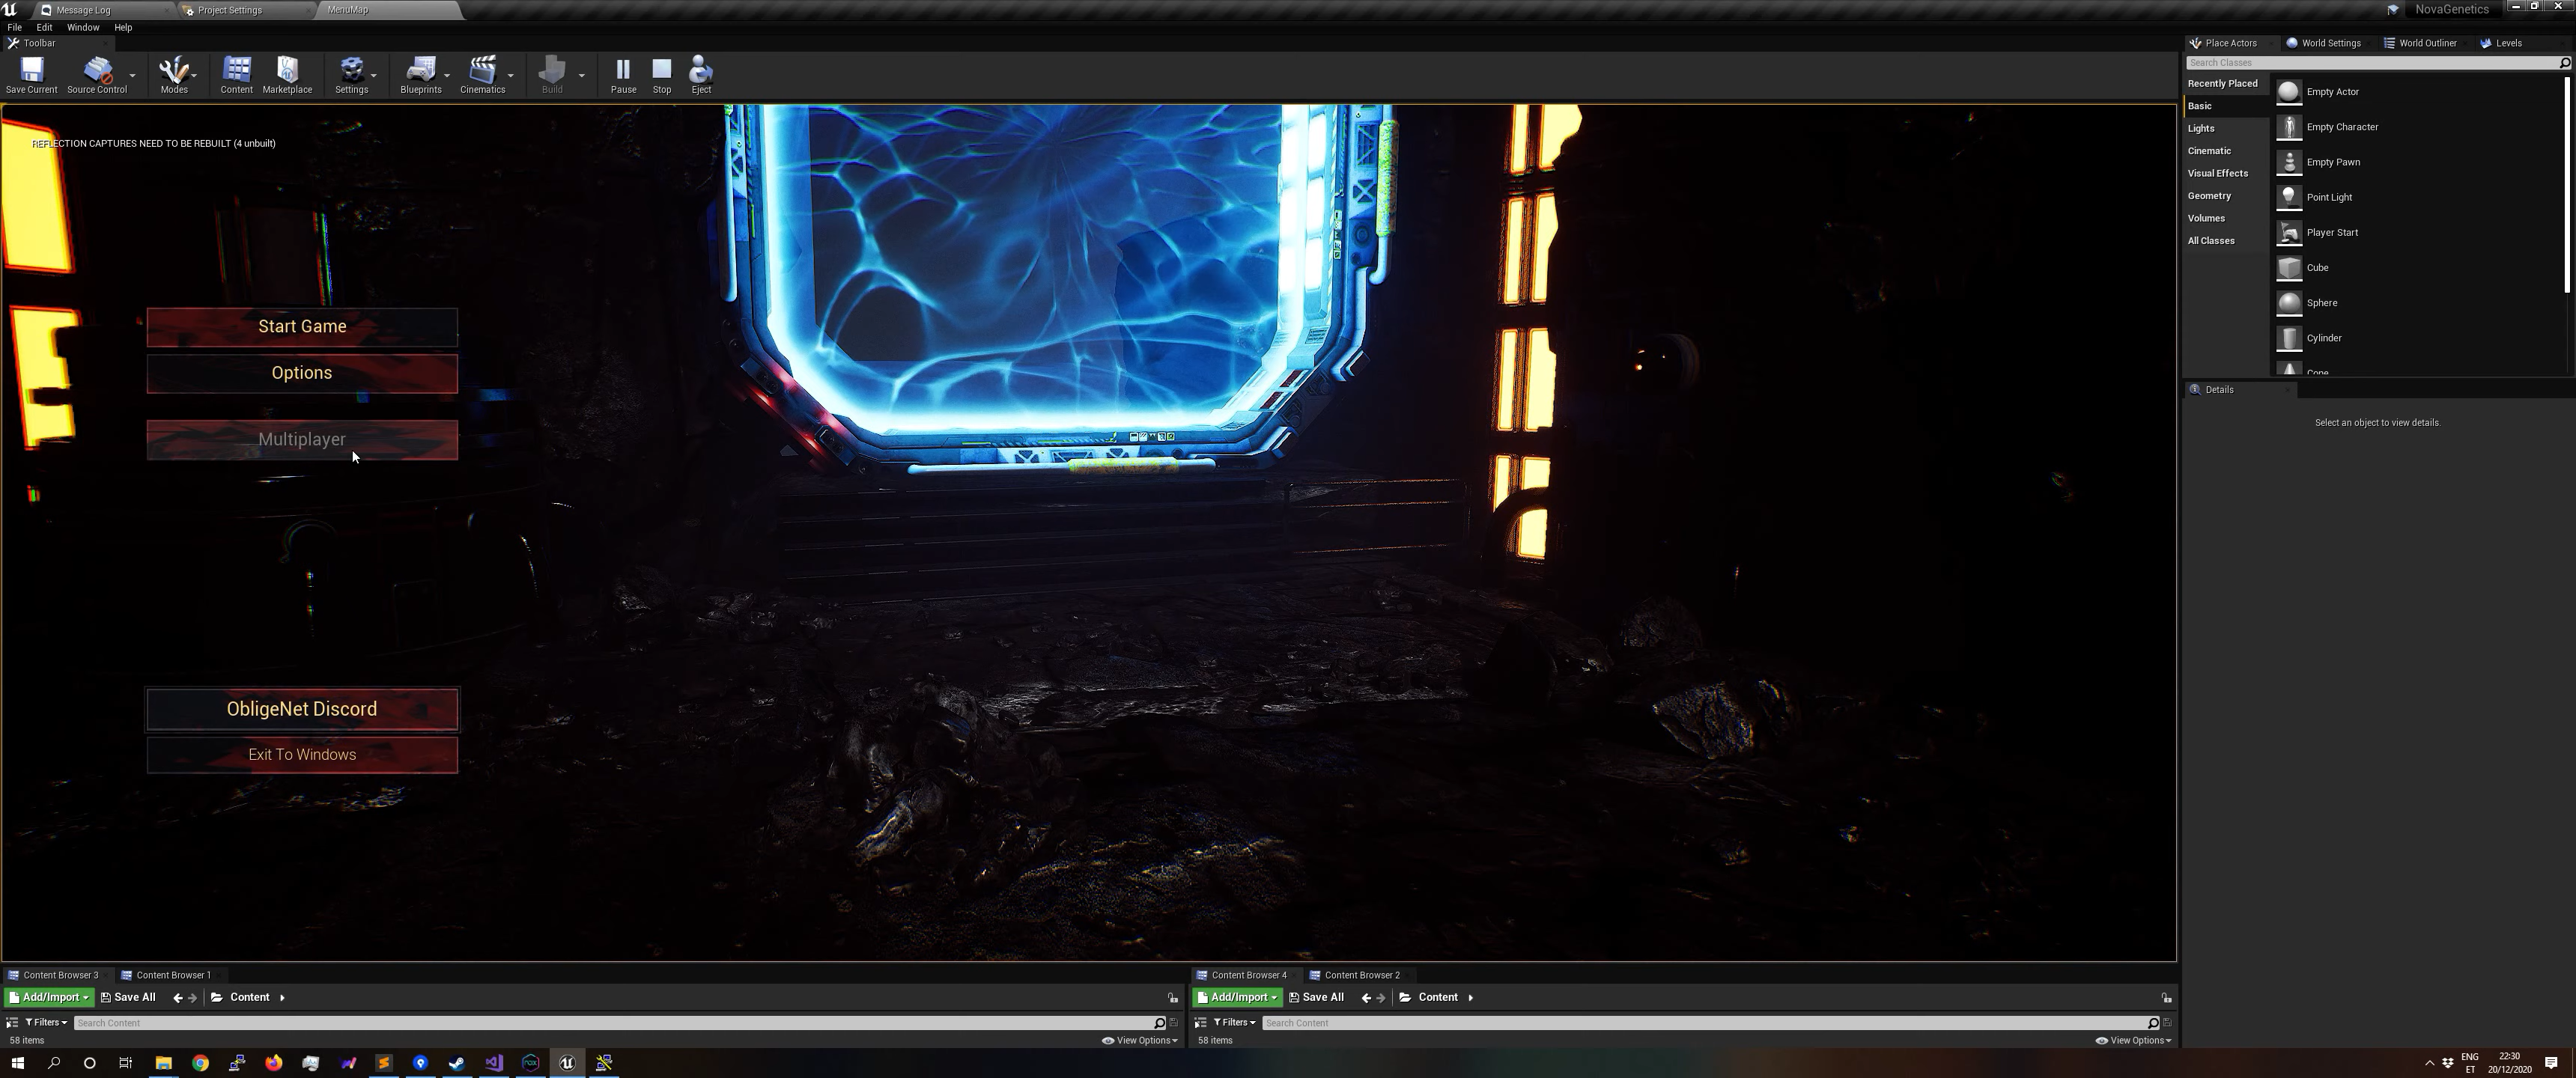 Message Log
Project Settings
MenuMap
NovaGenetics
File Edit Window Help
Toolbar
Save Current
Source Control
Modes
Content
Marketplace
Settings
Blueprints
Cinematics
Build
Pause
Stop
Eject
REFLECTION CAPTURES NEED TO BE REBUILT (4 unbuilt)
Start Game
Options
Multiplayer
ObligeNet Discord
Exit To Windows
Place Actors
World Settings
World Outliner
Levels
Search Classes
Recently Placed
Basic
Lights
Cinematic
Visual Effects
Geometry
Volumes
All Classes
Empty Actor
Empty Character
Empty Pawn
Point Light
Player Start
Cube
Sphere
Cylinder
Cone
Details
Select an object to view details.
Content Browser 3
Content Browser 1
Add/Import
Save All
Content
Filters
Search Content
58 items
View Options
Content Browser 4
Content Browser 2
Add/Import
Save All
Content
Filters
Search Content
58 items
View Options
ENG
ET
22:30
20/12/2020